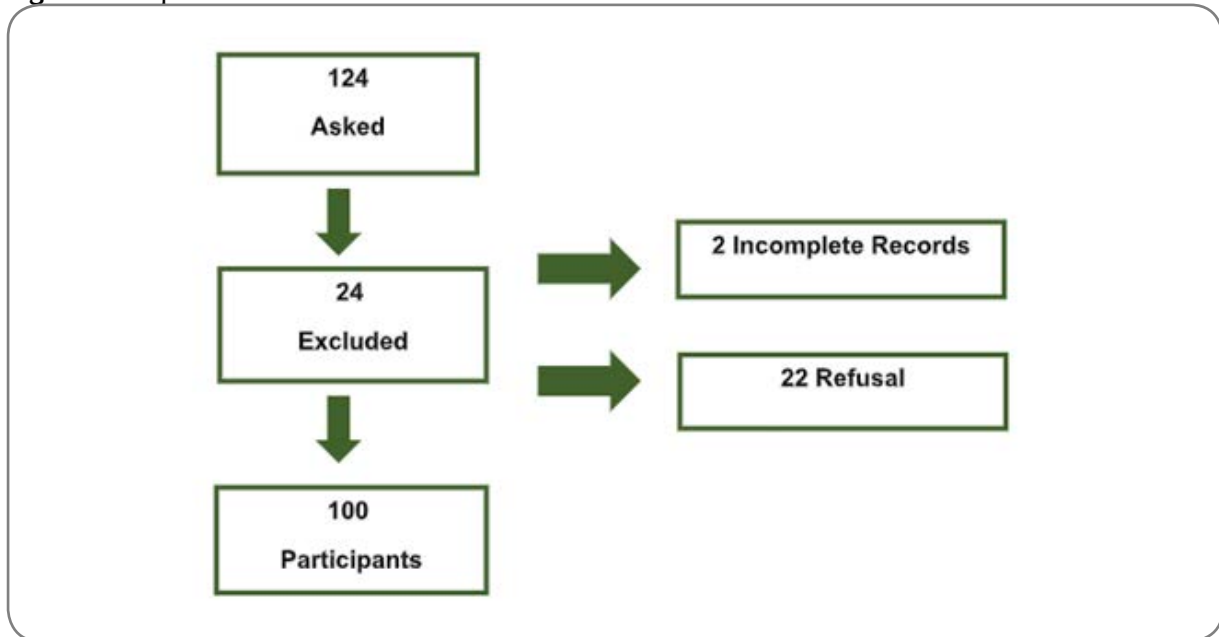 124
Asked
24
Excluded
2 Incomplete Records
22 Refusal
100
Participants